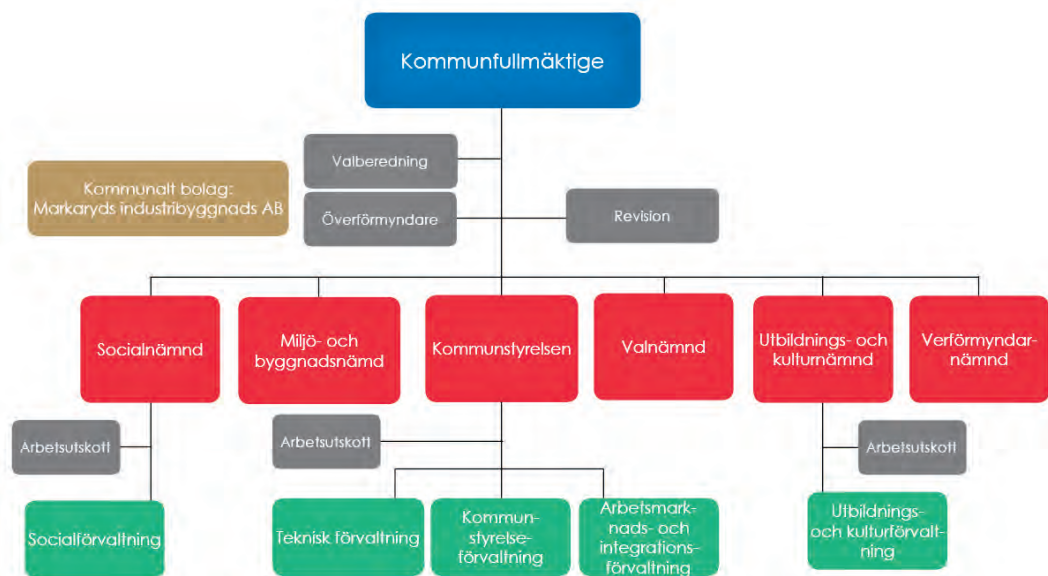 Kommunfullmäktige
Valberedning
Kommunalt bolag:
Markaryds industribyggnads AB
Överförmyndare
Revision
Socialnämnd
Miljö- och
byggnadsnämd
Kommunstyrelsen
Valnämnd
Utbildnings- och
kulturnämnd
Verförmyndar-
nämnd
Arbetsutskott
Arbetsutskott
Arbetsutskott
Socialförvaltning
Teknisk förvaltning
Kommun-
styrelse-
förvaltning
Arbetsmark-
nads- och
integrations-
förvaltning
Utbildnings-
och kulturförvalt-
ning